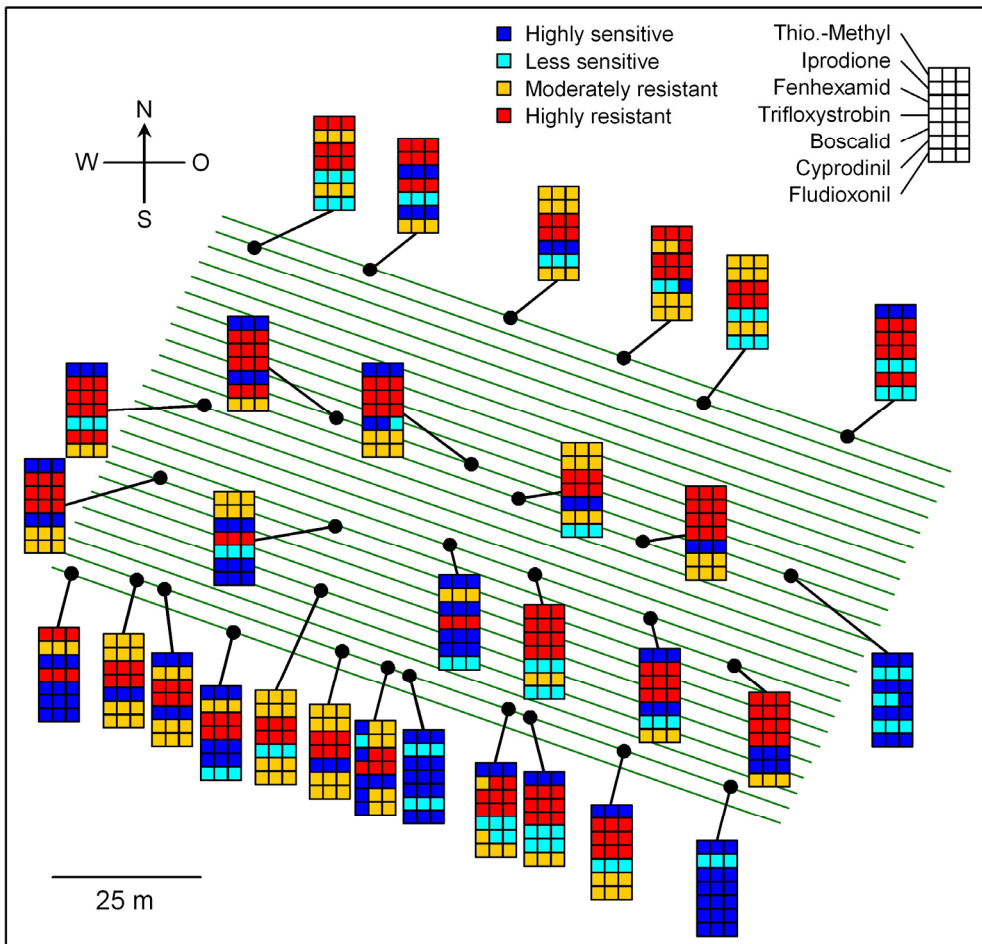 Highly sensitive
Less sensitive
Moderately resistant
Highly resistant
Thio.-Methyl
Iprodione
Fenhexamid
Trifloxystrobin
Boscalid
Cyprodinil
Fludioxonil
N
W
O
S
25 m